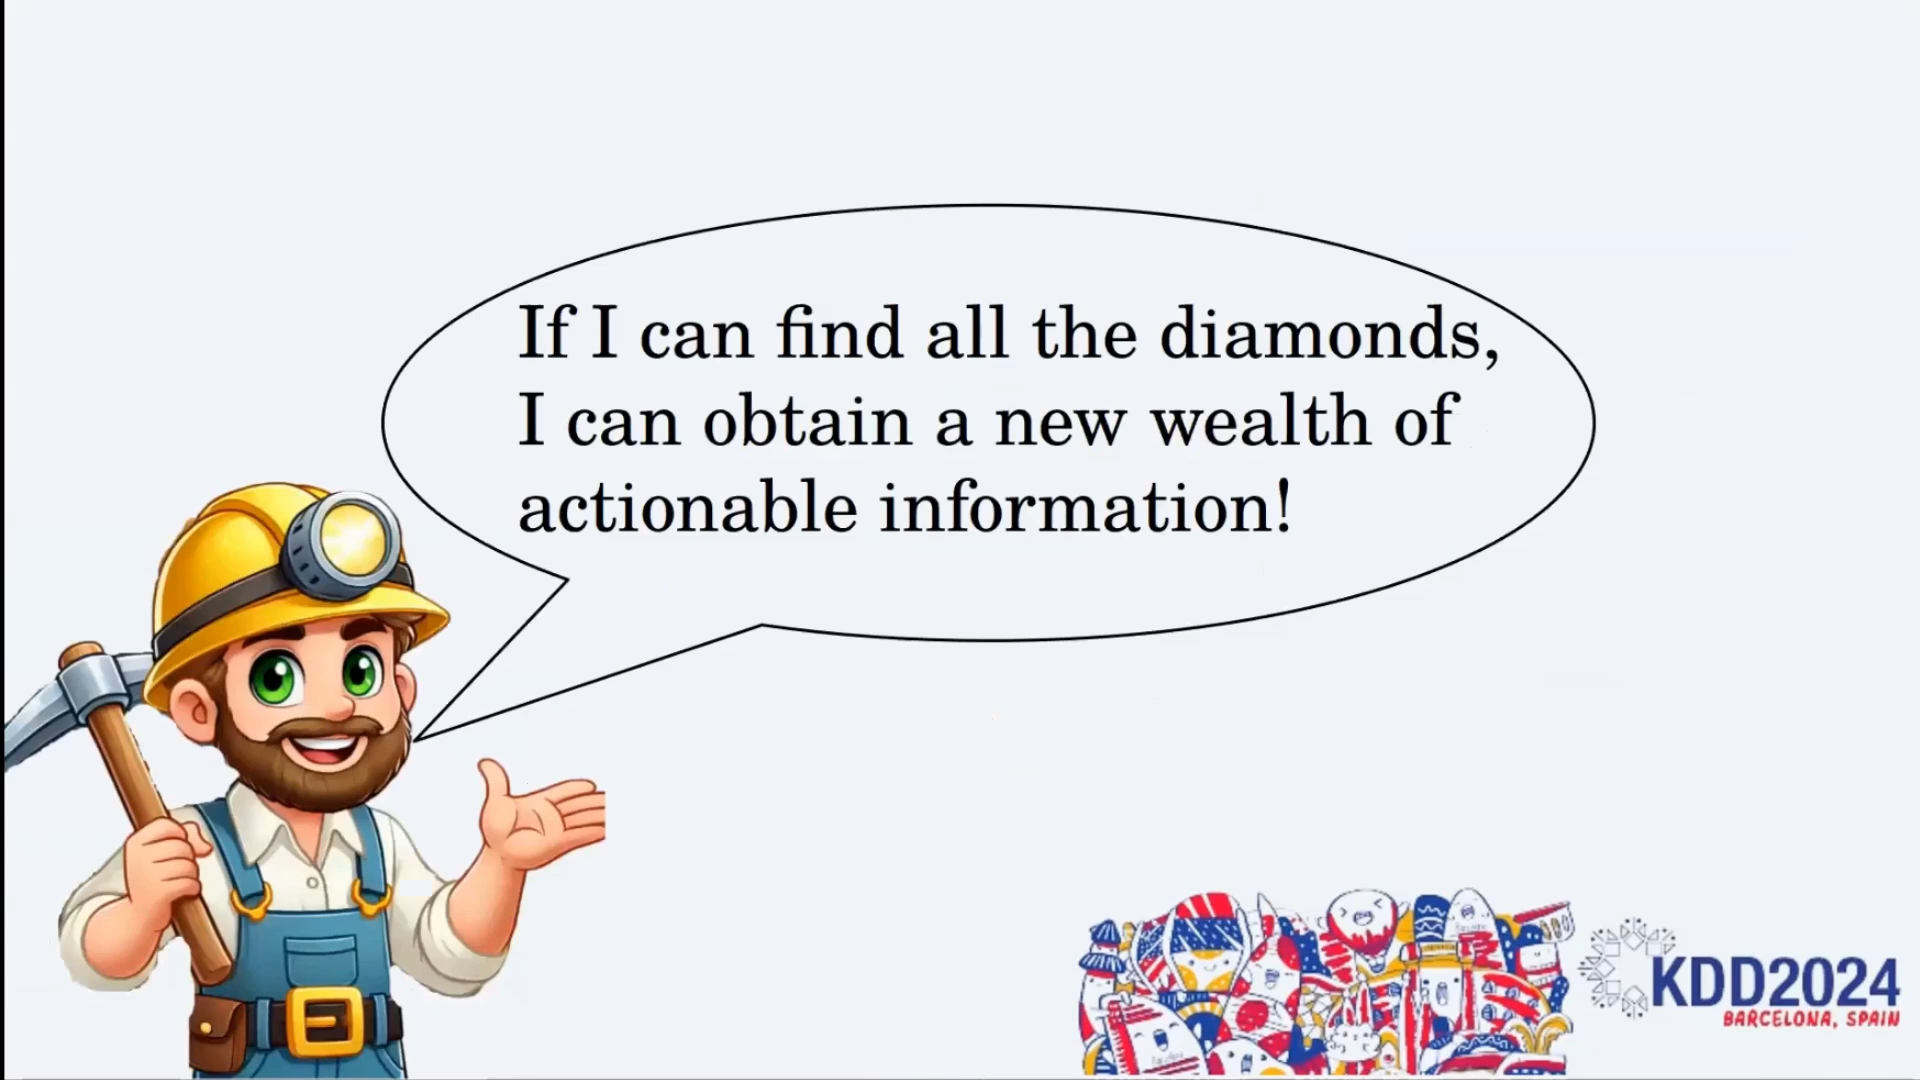 If I can find all the diamonds,
I can obtain a new wealth of
actionable information!
KDD2024
BARCELONA, SPAIN